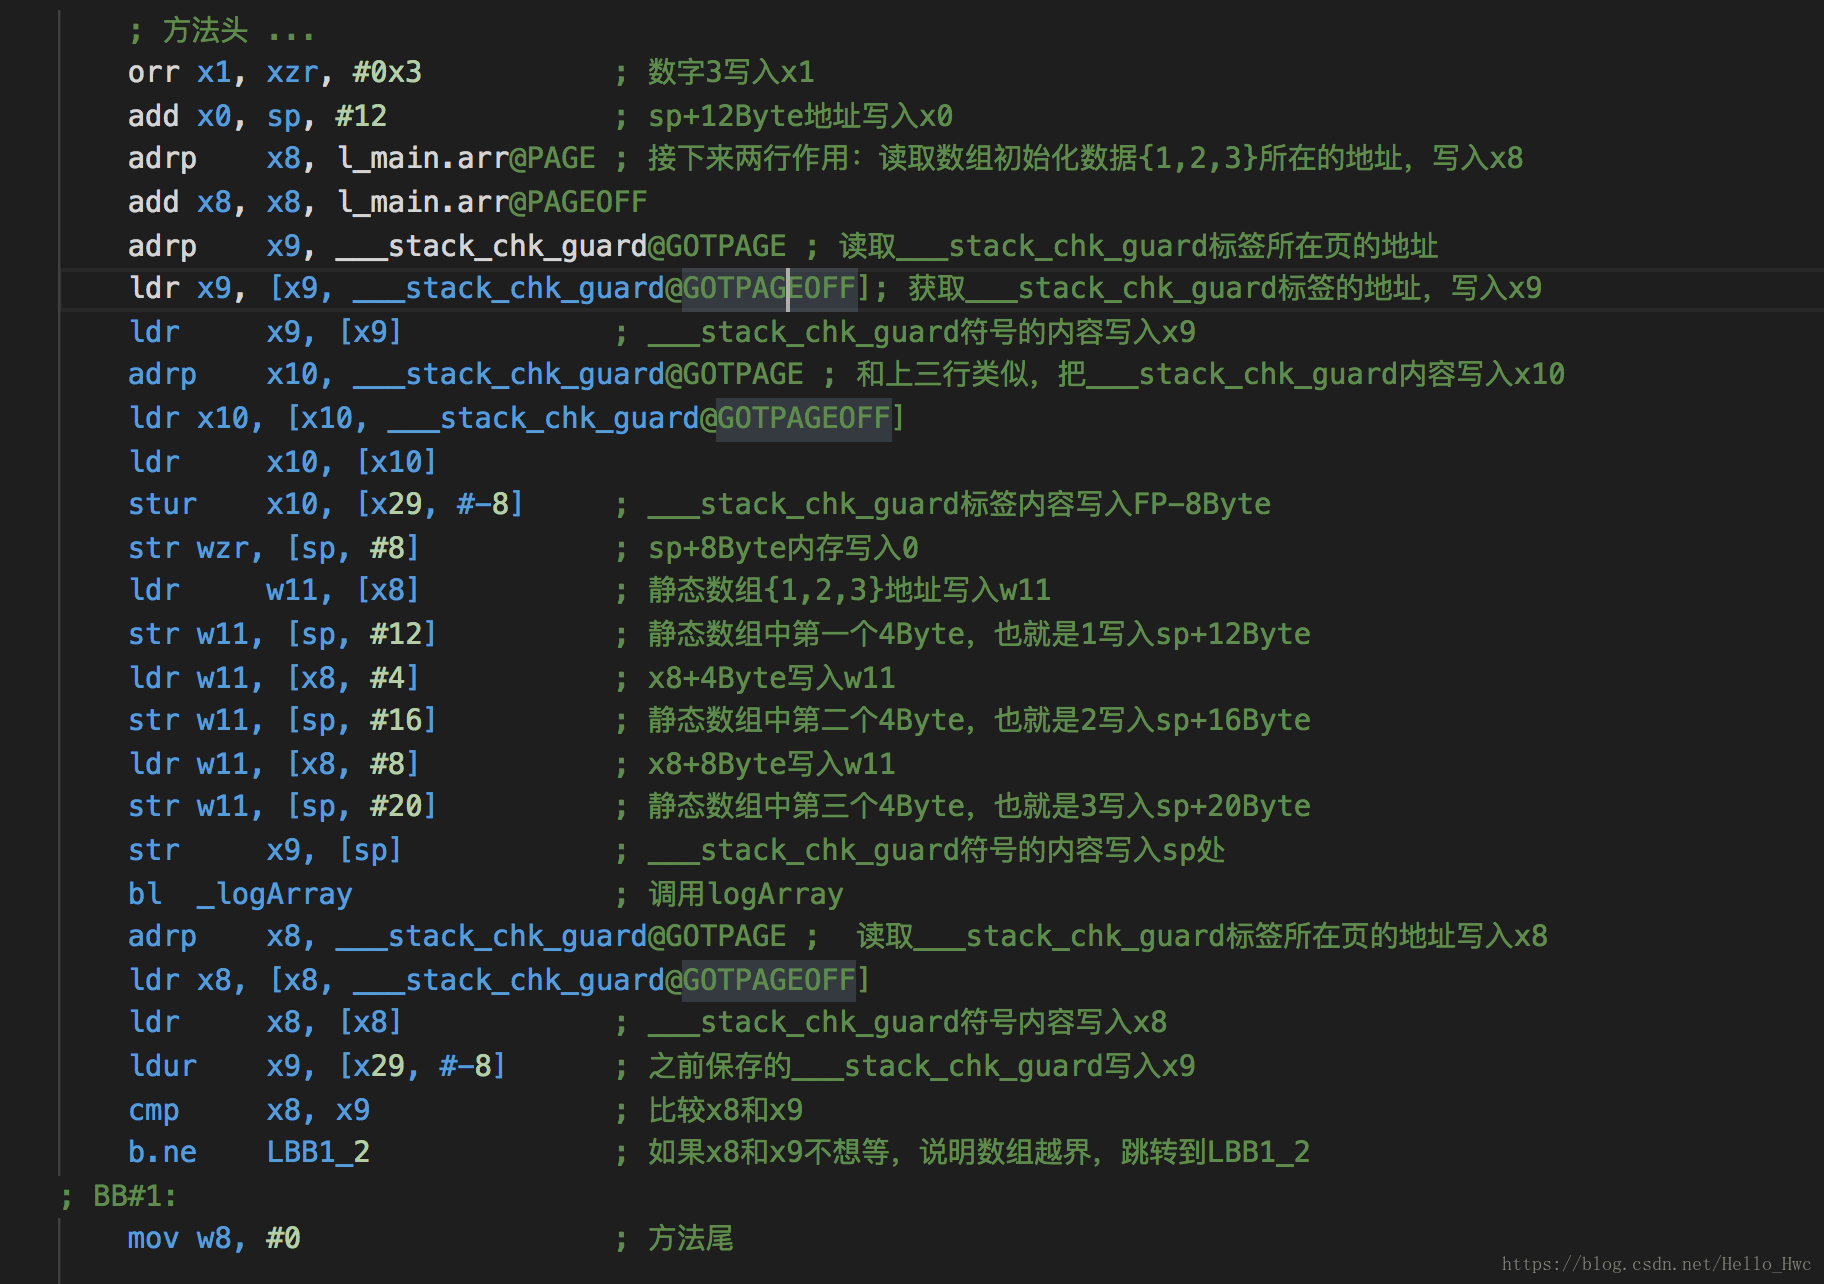 ; 方法头 ...
orr x1, xzr, #0x3 ; 数字3写入x1
add x0, sp, #12 ; sp+12Byte地址写入x0
adrp x8, l_main.arr@PAGE ; 接下来两行作用：读取数组初始化数据{1,2,3}所在的地址，写入x8
add x8, x8, l_main.arr@PAGEOFF
adrp x9, ___stack_chk_guard@GOTPAGE ; 读取___stack_chk_guard标签所在页的地址
ldr x9, [x9, ___stack_chk_guard@GOTPAGEOFF]; 获取___stack_chk_guard标签的地址，写入x9
ldr x9, [x9] ; ___stack_chk_guard符号的内容写入x9
adrp x10, ___stack_chk_guard@GOTPAGE ; 和上三行类似，把___stack_chk_guard内容写入x10
ldr x10, [x10, ___stack_chk_guard@GOTPAGEOFF]
ldr x10, [x10]
stur x10, [x29, #-8] ; ___stack_chk_guard标签内容写入FP-8Byte
str wzr, [sp, #8] ; sp+8Byte内存写入0
ldr w11, [x8] ; 静态数组{1,2,3}地址写入w11
str w11, [sp, #12] ; 静态数组中第一个4Byte，也就是1写入sp+12Byte
ldr w11, [x8, #4] ; x8+4Byte写入w11
str w11, [sp, #16] ; 静态数组中第二个4Byte，也就是2写入sp+16Byte
ldr w11, [x8, #8] ; x8+8Byte写入w11
str w11, [sp, #20] ; 静态数组中第三个4Byte，也就是3写入sp+20Byte
str x9, [sp] ; ___stack_chk_guard符号的内容写入sp处
bl _logArray ; 调用logArray
adrp x8, ___stack_chk_guard@GOTPAGE ; 读取___stack_chk_guard标签所在页的地址写入x8
ldr x8, [x8, ___stack_chk_guard@GOTPAGEOFF]
ldr x8, [x8] ; ___stack_chk_guard符号内容写入x8
ldur x9, [x29, #-8] ; 之前保存的___stack_chk_guard写入x9
cmp x8, x9 ; 比较x8和x9
b.ne LBB1_2 ; 如果x8和x9不想等，说明数组越界，跳转到LBB1_2
; BB#1:
mov w8, #0 ; 方法尾
https://blog.csdn.net/Hello_Hwc